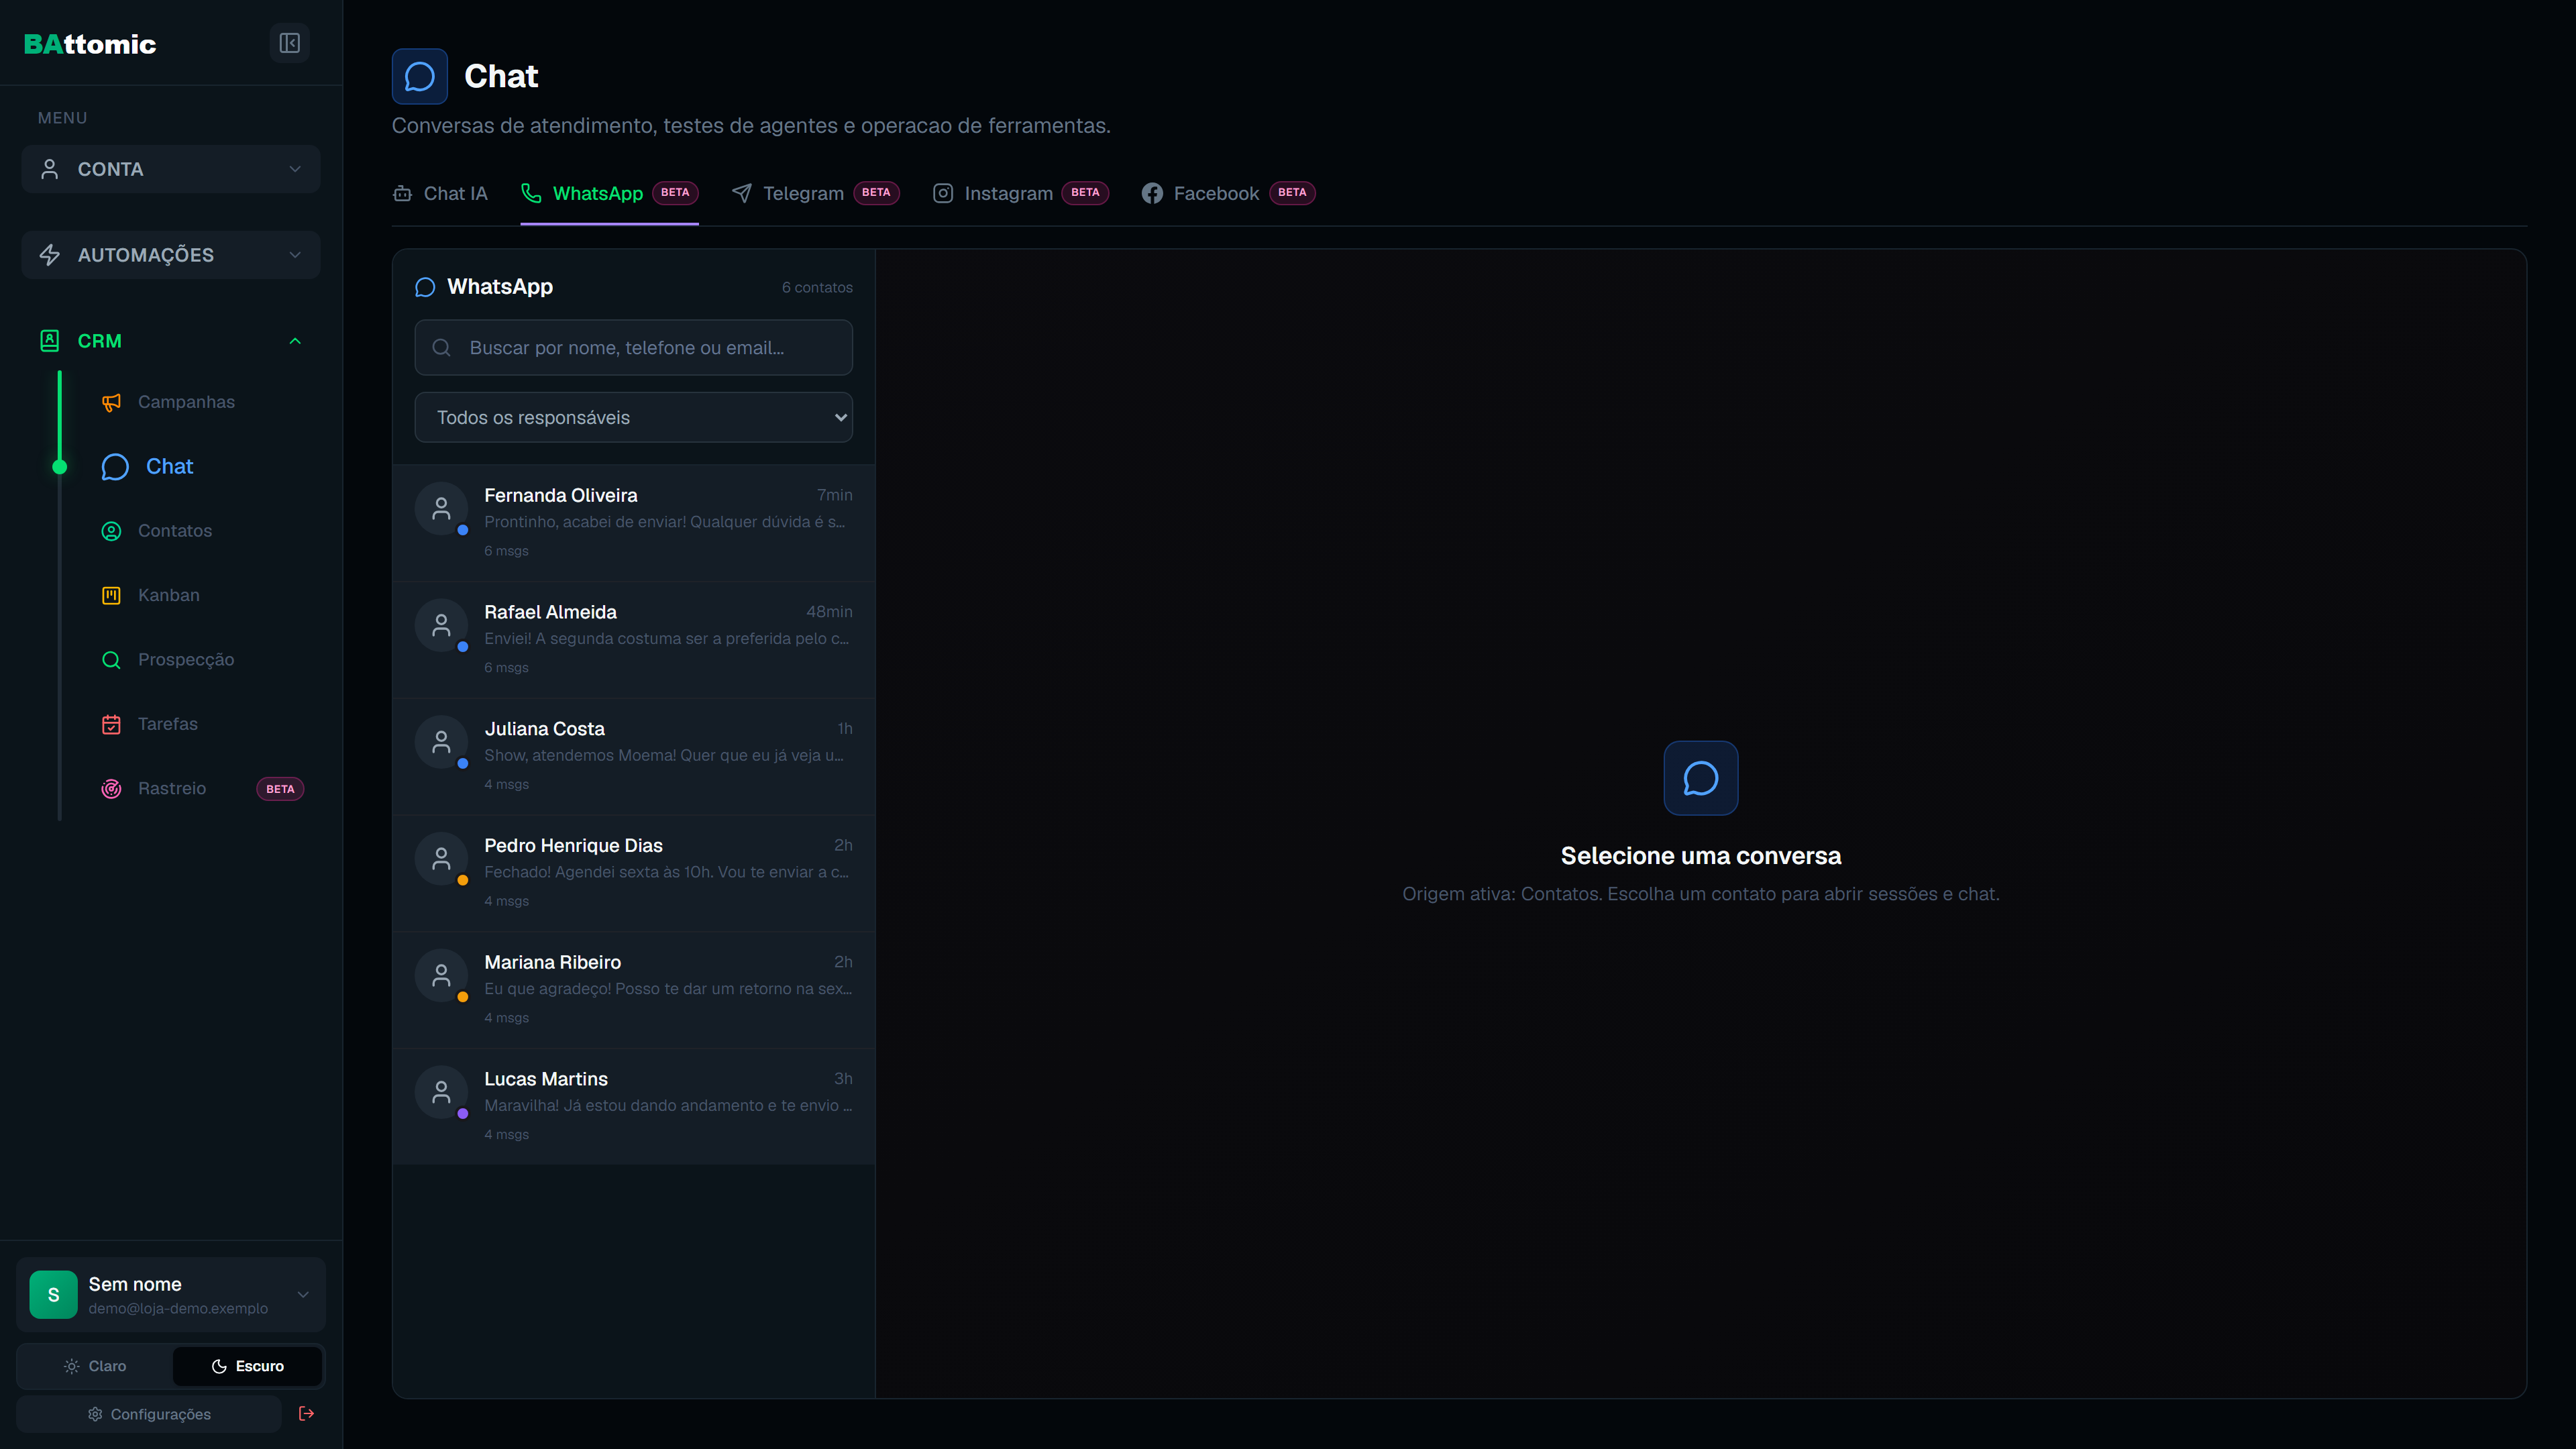 BAttomic
MENU
CONTA
AUTOMAÇÕES
CRM
Campanhas
Chat
Contatos
Kanban
Prospecção
Tarefas
Rastreio BETA
S
Sem nome
demo@loja-demo.exemplo
Claro Escuro
Configurações
Chat
Conversas de atendimento, testes de agentes e operacao de ferramentas.
Chat IA WhatsApp BETA Telegram BETA Instagram BETA Facebook BETA
WhatsApp 6 contatos
Buscar por nome, telefone ou email...
Todos os responsáveis
Fernanda Oliveira 7min
Prontinho, acabei de enviar! Qualquer dúvida é s...
6 msgs
Rafael Almeida 48min
Enviei! A segunda costuma ser a preferida pelo c...
6 msgs
Juliana Costa 1h
Show, atendemos Moema! Quer que eu já veja u...
4 msgs
Pedro Henrique Dias 2h
Fechado! Agendei sexta às 10h. Vou te enviar a c...
4 msgs
Mariana Ribeiro 2h
Eu que agradeço! Posso te dar um retorno na sex...
4 msgs
Lucas Martins 3h
Maravilha! Já estou dando andamento e te envio ...
4 msgs
Selecione uma conversa
Origem ativa: Contatos. Escolha um contato para abrir sessões e chat.